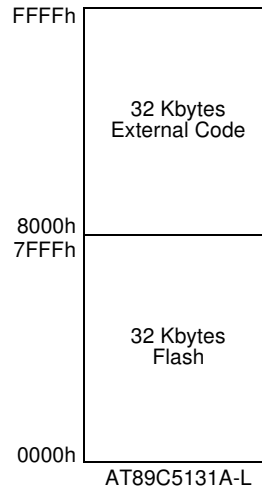 FFFFh
32 Kbytes
External Code
8000h
7FFFh
32 Kbytes
Flash
0000h
AT89C5131A-L